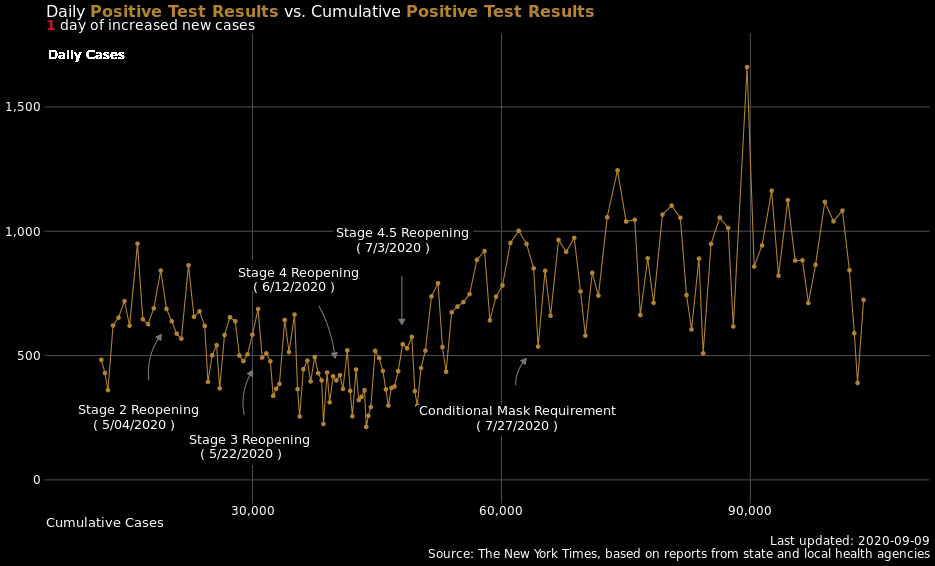 Daily Positive Test Results vs. Cumulative Positive Test Results
1 day of increased new cases
Daily Cases
1,500
1,000
500
0
Stage 4.5 Reopening
( 7/3/2020 )
Stage 4 Reopening
( 6/12/2020 )
Stage 2 Reopening
( 5/04/2020 )
Stage 3 Reopening
( 5/22/2020 )
Conditional Mask Requirement
( 7/27/2020 )
30,000
60,000
90,000
Cumulative Cases
Last updated: 2020-09-09
Source: The New York Times, based on reports from state and local health agencies